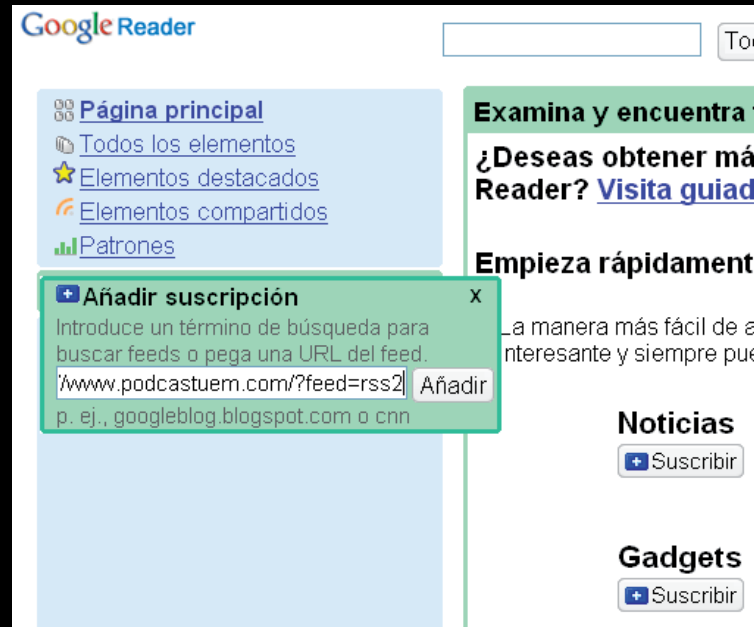 Google Reader
Página principal
Todos los elementos
Elementos destacados
Elementos compartidos
Patrones
Añadir suscripción x
Introduce un término de búsqueda para
buscar feeds o pega una URL del feed.
/www.podcastuem.com/?feed=rss2 Añadir
p. ej., googleblog.blogspot.com o cnn
Examina y encuentra
¿Deseas obtener má
Reader? Visita guiad
Empieza rápidament
La manera más fácil de a
nteresante y siempre pue
Noticias
Suscribir
Gadgets
Suscribir